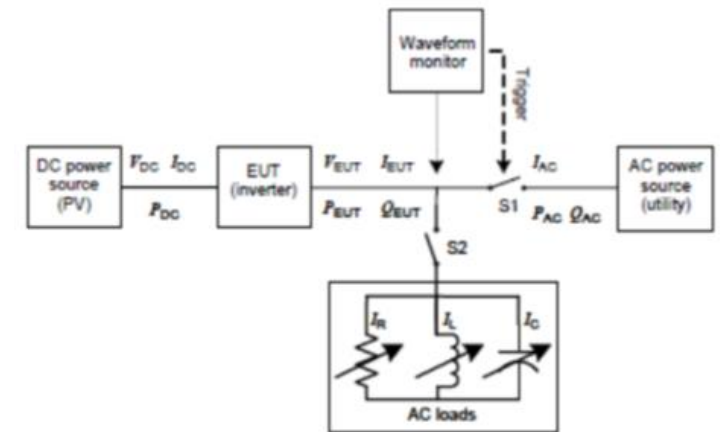 Waveform
monitor
Trigger
DC power
source
(PV)
V_DC I_DC
P_DC
EUT
(inverter)
V_EUT I_EUT
P_EUT Q_EUT
I_AC
S1
P_AC Q_AC
AC power
source
(utility)
S2
I_R I_L I_C
AC loads